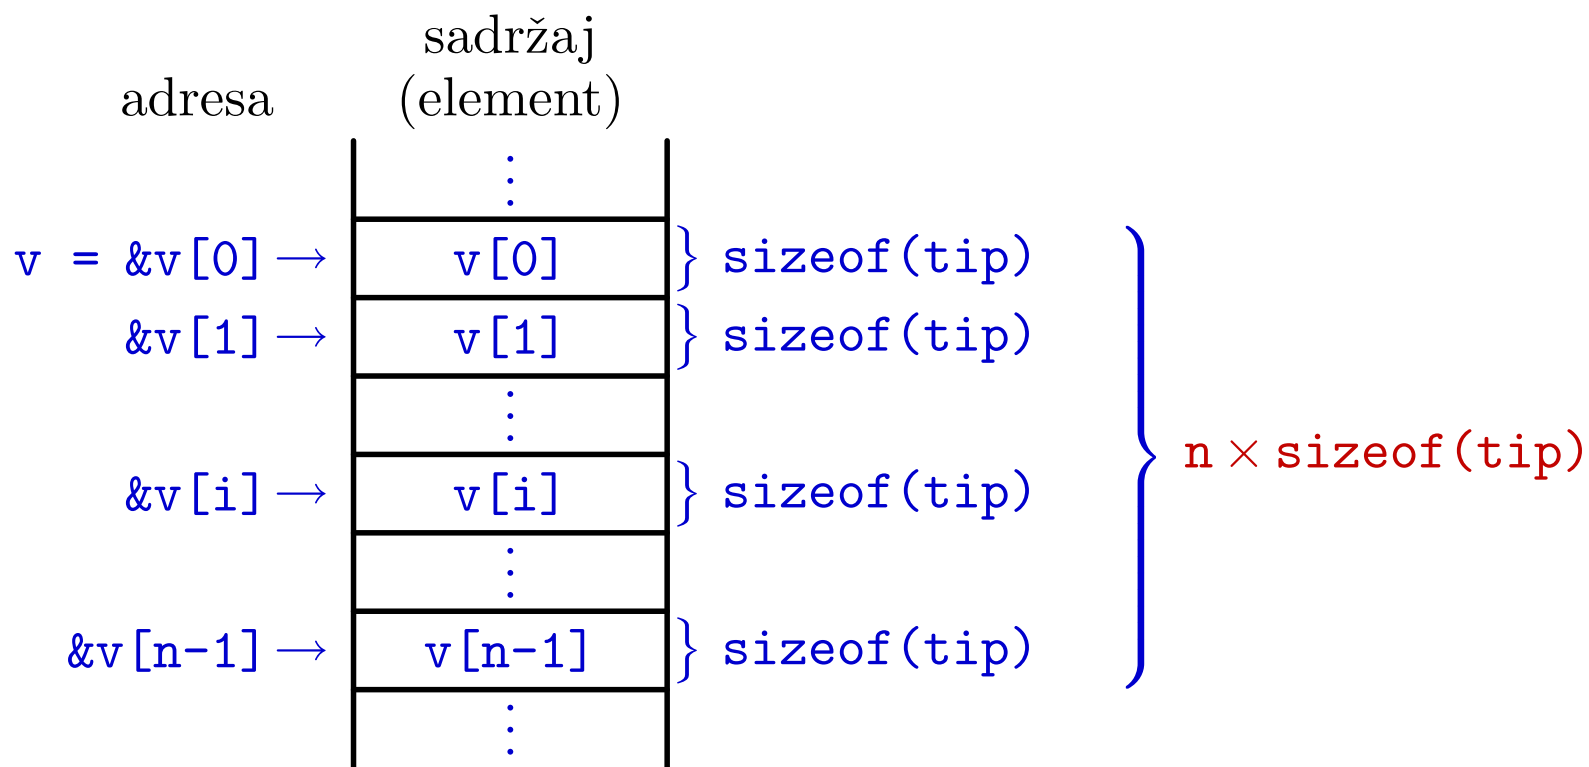 sadržaj
adresa (element)
⋮
v = &v[0] → v[0] } sizeof(tip)
&v[1] → v[1] } sizeof(tip)
⋮
n × sizeof(tip)
&v[i] → v[i] } sizeof(tip)
⋮
&v[n-1] → v[n-1] } sizeof(tip)
⋮